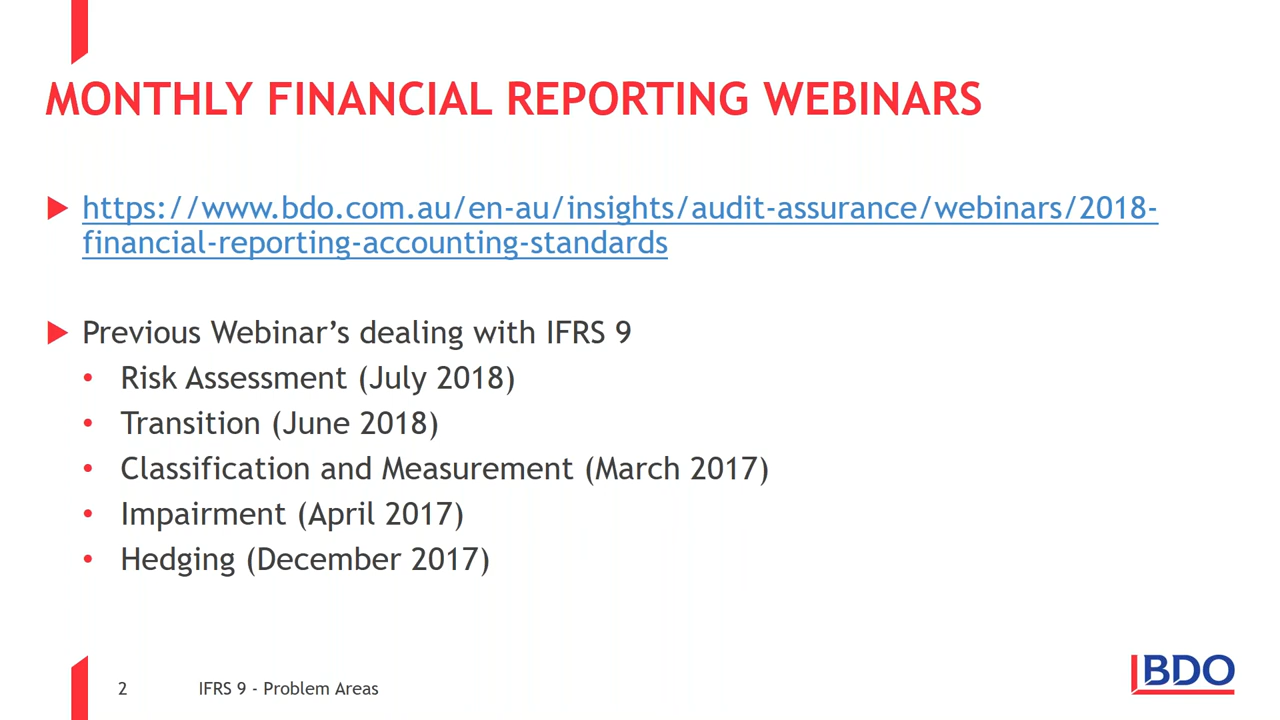 MONTHLY FINANCIAL REPORTING WEBINARS
https://www.bdo.com.au/en-au/insights/audit-assurance/webinars/2018-
financial-reporting-accounting-standards
Previous Webinar’s dealing with IFRS 9
• Risk Assessment (July 2018)
• Transition (June 2018)
• Classification and Measurement (March 2017)
• Impairment (April 2017)
• Hedging (December 2017)
2 IFRS 9 - Problem Areas
BDO